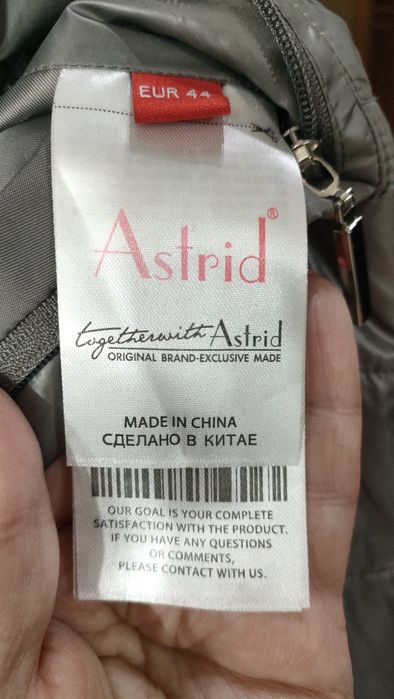 EUR 44
Astrid®
togetherwith Astrid
ORIGINAL BRAND-EXCLUSIVE MADE
MADE IN CHINA
СДЕЛАНО В КИТАЕ
OUR GOAL IS YOUR COMPLETE
SATISFACTION WITH THE PRODUCT.
IF YOU HAVE ANY QUESTIONS
OR COMMENTS,
PLEASE CONTACT WITH US.